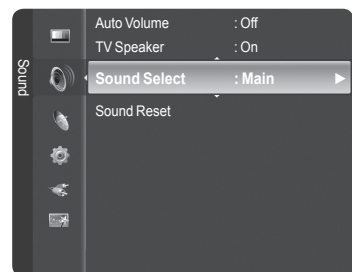 Sound
Auto Volume : Off
TV Speaker : On
Sound Select : Main
Sound Reset